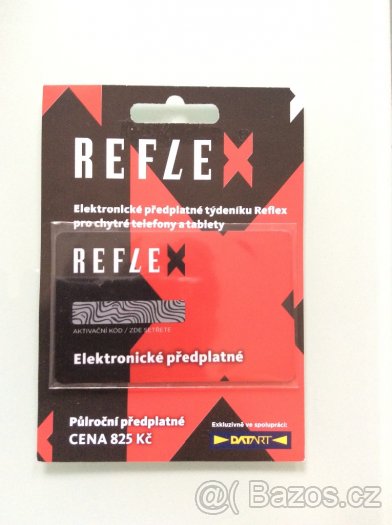 REFLEX
Elektronické předplatné týdeníku Reflex
pro chytré telefony a tablety
REFLEX
AKTIVAČNÍ KÓD / ZDE SETŘETE
Elektronické předplatné
Půlroční předplatné
CENA 825 Kč
Exkluzivně ve spolupráci:
DATART
Bazos.cz